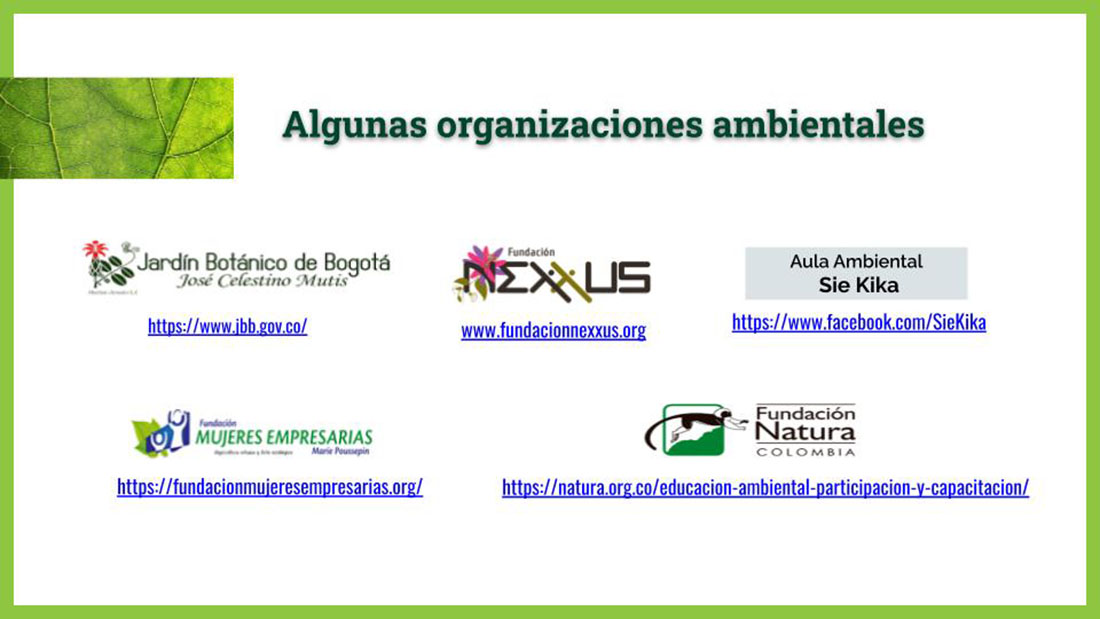 Algunas organizaciones ambientales
Jardín Botánico de Bogotá
José Celestino Mutis
https://www.jbb.gov.co/
Fundación
NEXXUS
www.fundacionnexxus.org
Aula Ambiental
Sie Kika
https://www.facebook.com/SieKika
Fundación
MUJERES EMPRESARIAS
Marie Poussepin
https://fundacionmujeresempresarias.org/
Fundación
Natura
COLOMBIA
https://natura.org.co/educacion-ambiental-participacion-y-capacitacion/